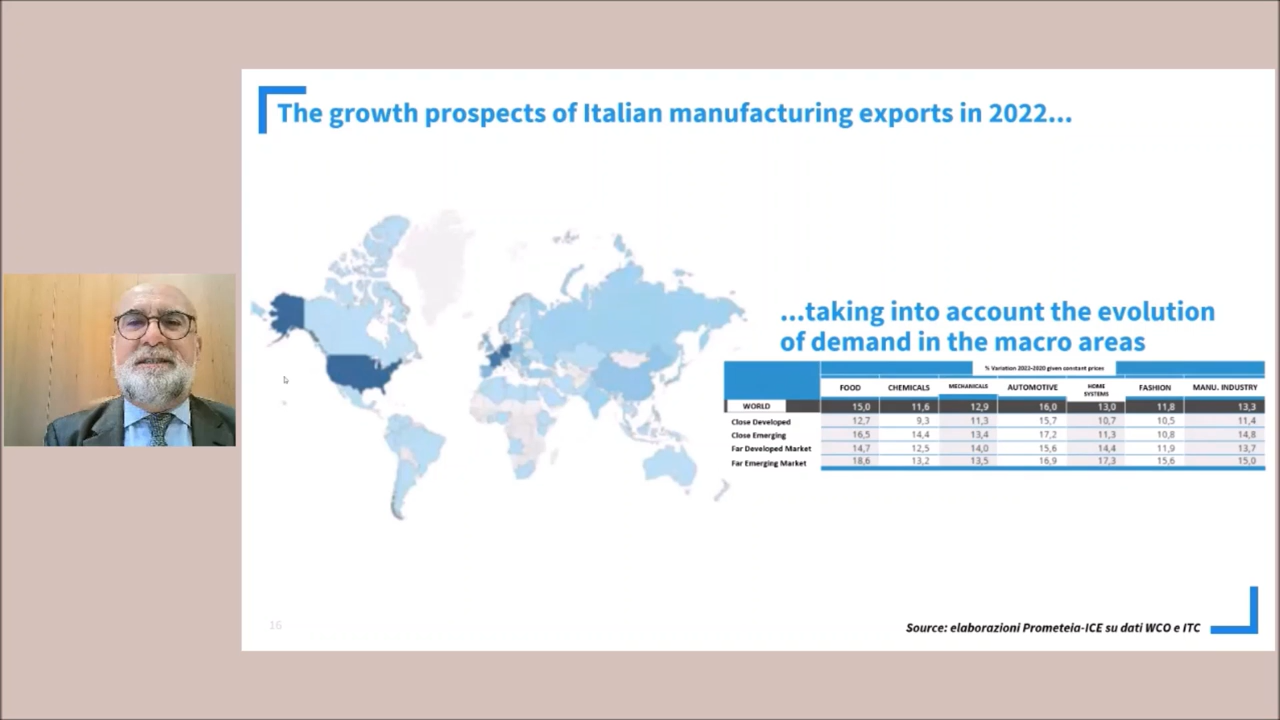 The growth prospects of Italian manufacturing exports in 2022...
...taking into account the evolution
of demand in the macro areas
% Variation 2022-2020 given constant prices
FOOD CHEMICALS MECHANICALS AUTOMOTIVE HOME SYSTEMS FASHION MANU. INDUSTRY
WORLD 15,0 11,6 12,9 16,0 13,0 11,8 13,3
Close Developed 12,7 9,3 11,3 15,7 10,7 10,5 11,4
Close Emerging 16,5 14,4 13,4 17,2 11,3 10,8 14,8
Far Developed Market 14,7 12,5 14,0 15,6 14,4 11,9 13,7
Far Emerging Market 18,6 13,2 13,5 16,9 17,3 15,6 15,0
16
Source: elaborazioni Prometeia-ICE su dati WCO e ITC